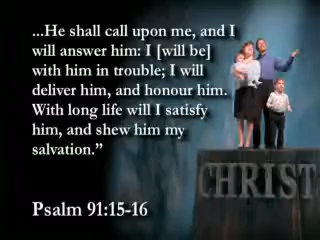 ...He shall call upon me, and I
will answer him: I [will be]
with him in trouble; I will
deliver him, and honour him.
With long life will I satisfy
him, and shew him my
salvation.”
CHRIST
Psalm 91:15-16